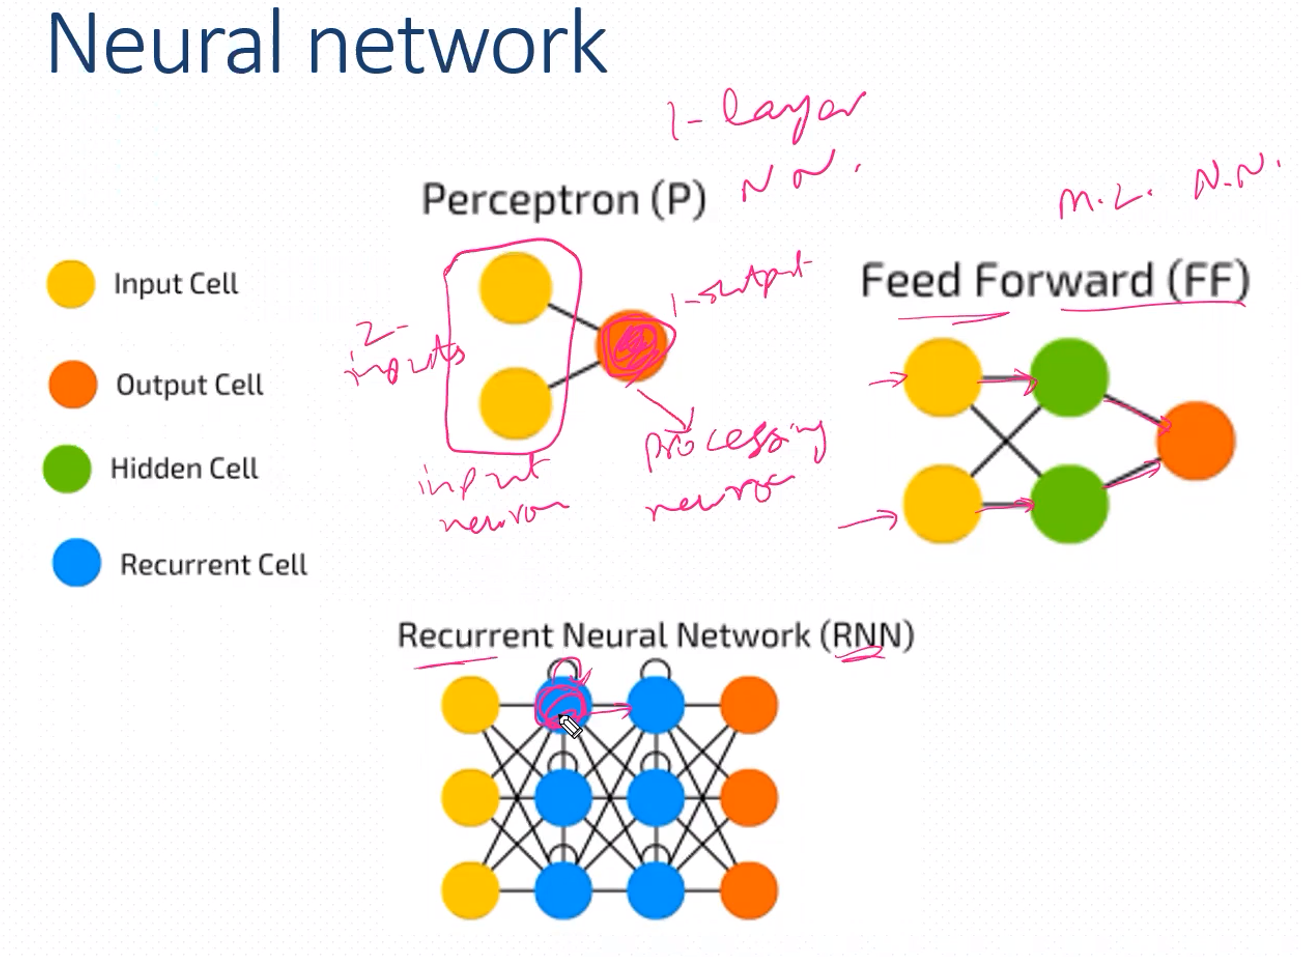 Neural network
1-layer
N N.
Perceptron (P)
M.L. N.N.
Input Cell
Output Cell
Hidden Cell
Recurrent Cell
2-
inputs
1-output
input
neuron
processing
neuron
Feed Forward (FF)
Recurrent Neural Network (RNN)